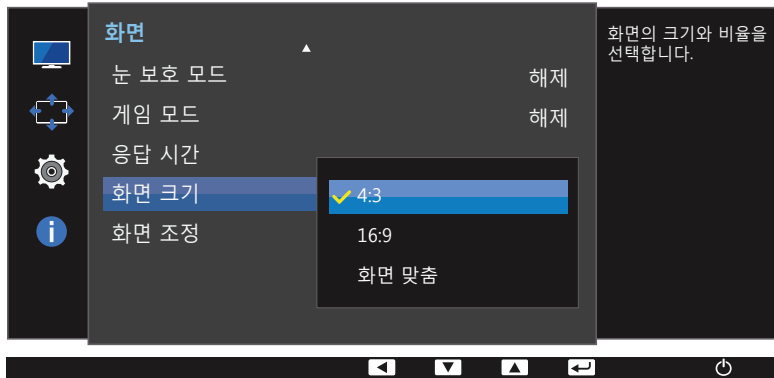 화면
눈 보호 모드 해제
게임 모드 해제
응답 시간
화면 크기
화면 조정
4:3
16:9
화면 맞춤
화면의 크기와 비율을
선택합니다.